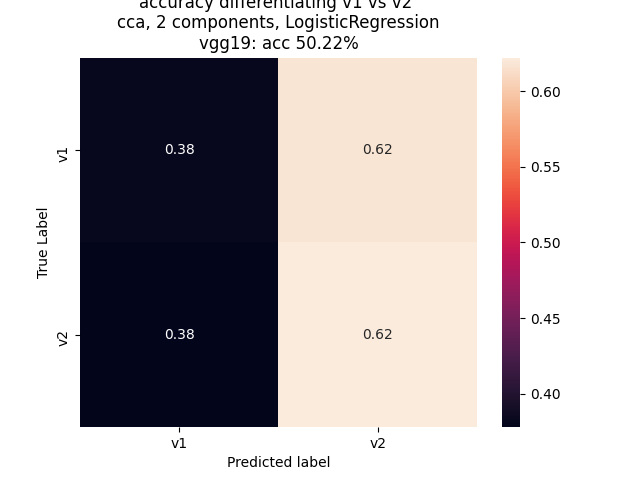 accuracy differentiating v1 vs v2
cca, 2 components, LogisticRegression
vgg19: acc 50.22%
0.60
0.55
0.50
0.45
0.40
True Label
v1
v2
0.38
0.62
0.38
0.62
v1
v2
Predicted label